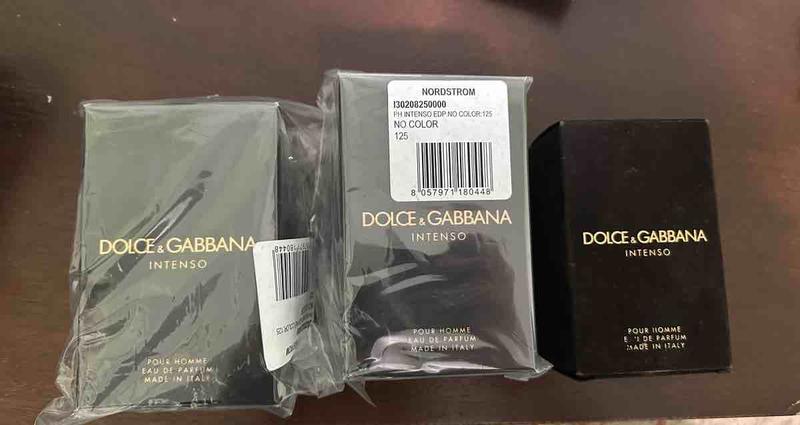 DOLCE & GABBANA
INTENSO
POUR HOMME
EAU DE PARFUM
MADE IN ITALY
NORDSTROM
I30208250000
PH INTENSO EDP NO COLOR:125
NO COLOR
125
8 057971 180448
DOLCE & GABBANA
INTENSO
POUR HOMME
EAU DE PARFUM
MADE IN ITALY
DOLCE & GABBANA
INTENSO
POUR HOMME
DE PARFUM
MADE IN ITALY